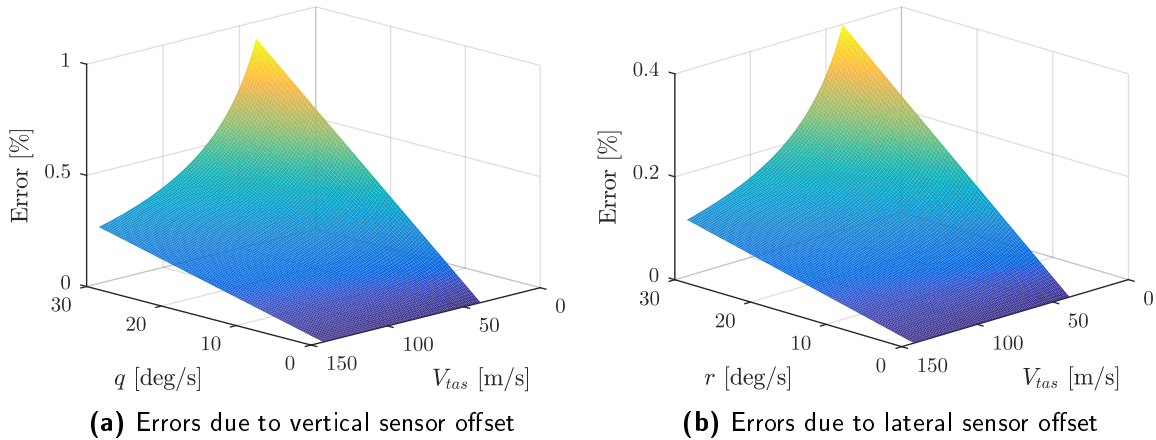 1
0.5
0
Error [%]
30
20
10
0
q [deg/s]
150
100
50
0
V_tas [m/s]
(a) Errors due to vertical sensor offset
0.4
0.2
0
Error [%]
30
20
10
0
r [deg/s]
150
100
50
0
V_tas [m/s]
(b) Errors due to lateral sensor offset